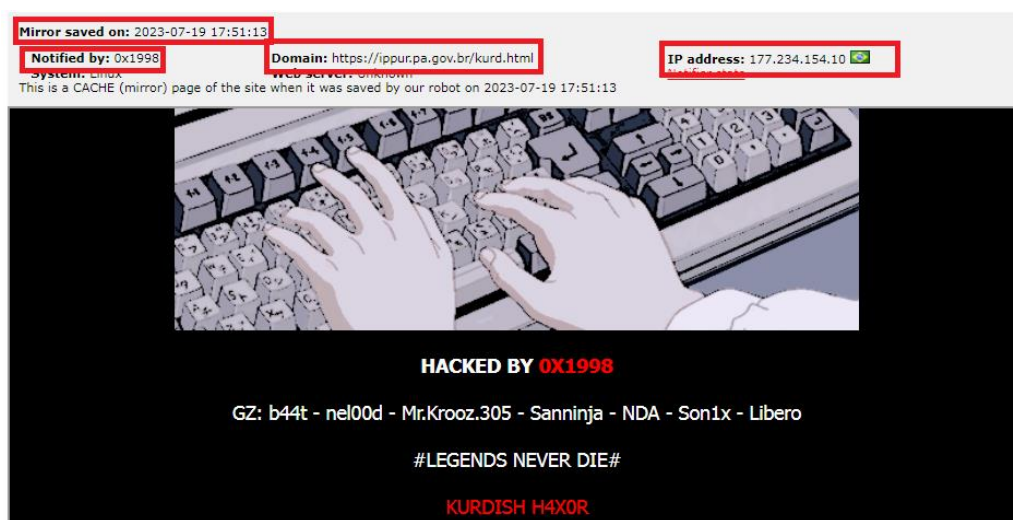 Mirror saved on: 2023-07-19 17:51:13
Notified by: 0x1998 Domain: https://ippur.pa.gov.br/kurd.html IP address: 177.234.154.10
System: Linux Web server: Unknown Notifier stats
This is a CACHE (mirror) page of the site when it was saved by our robot on 2023-07-19 17:51:13
HACKED BY 0X1998
GZ: b44t - nel00d - Mr.Krooz.305 - Sanninja - NDA - Son1x - Libero
#LEGENDS NEVER DIE#
KURDISH H4X0R